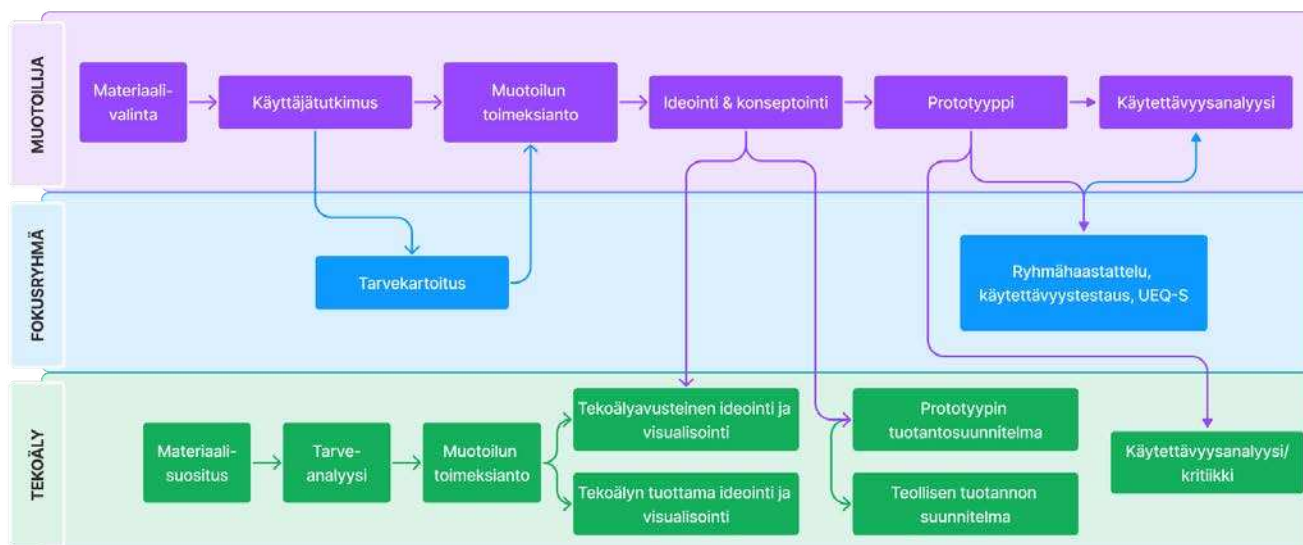 MUOTOILIJA
Materiaali-
valinta
Käyttäjätutkimus
Muotoilun
toimeksianto
Ideointi & konseptointi
Prototyyppi
Käytettävyysanalyysi
FOKUSRYHMÄ
Tarvekartoitus
Ryhmähaastattelu,
käytettävyystestaus, UEQ-S
TEKOÄLY
Materiaali-
suositus
Tarve-
analyysi
Muotoilun
toimeksianto
Tekoälyavusteinen ideointi ja
visualisointi
Tekoälyn tuottama ideointi ja
visualisointi
Prototyypin
tuotantosuunnitelma
Teollisen tuotannon
suunnitelma
Käytettävyysanalyysi/
kritiikki